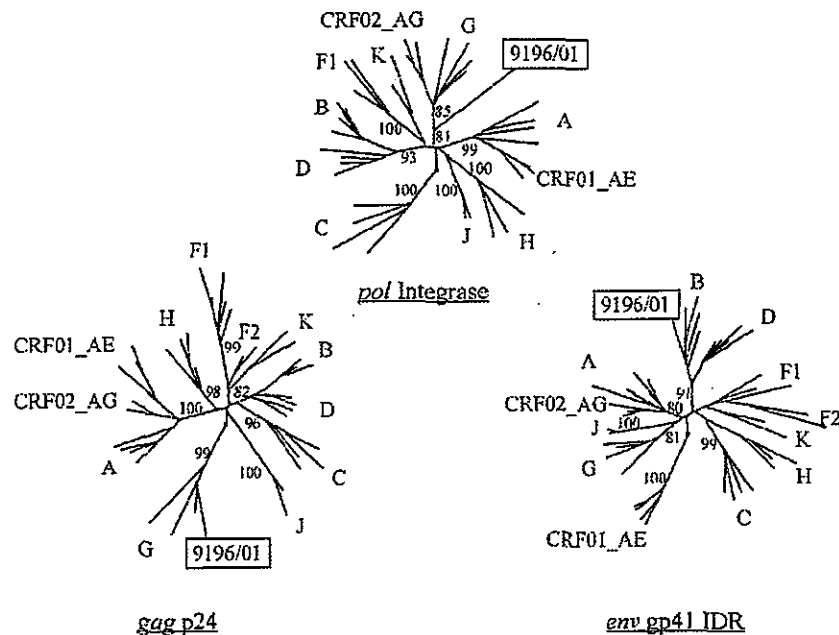 CRF02_AG
G
9196/01
K
F1
B
A
100
85
81
99
93
100
D
CRF01_AE
100
100
C
J
H
pol Integrase
F1
H
F2
K
CRF01_AE
B
99
CRF02_AG
98
82
D
100
96
A
99
C
100
G
J
9196/01
gag p24
B
9196/01
D
A
F1
91
CRF02_AG
80
100
J
F2
81
K
99
G
H
100
C
CRF01_AE
env gp41 IDR